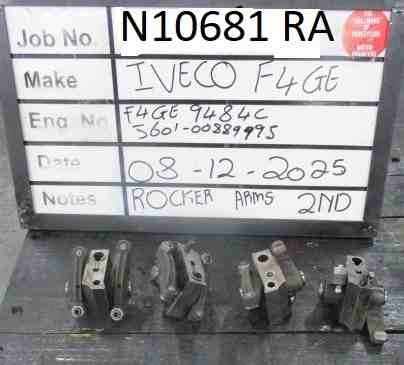 Job No. N10681 RA
Make IVECO F4GE
Eng No F4GE 9484C
5601-00889995
Date 08-12-2025
Notes ROCKER ARMS 2ND